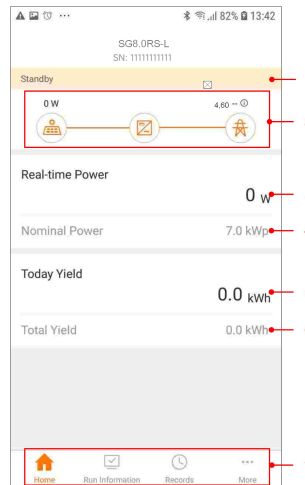 82% 13:42
SG8.0RS-L
SN: 11111111111
Standby
0 W 4,60 --
Real-time Power
0 W
Nominal Power 7.0 kWp
Today Yield
0.0 kWh
Total Yield 0.0 kWh
Home Run Information Records More